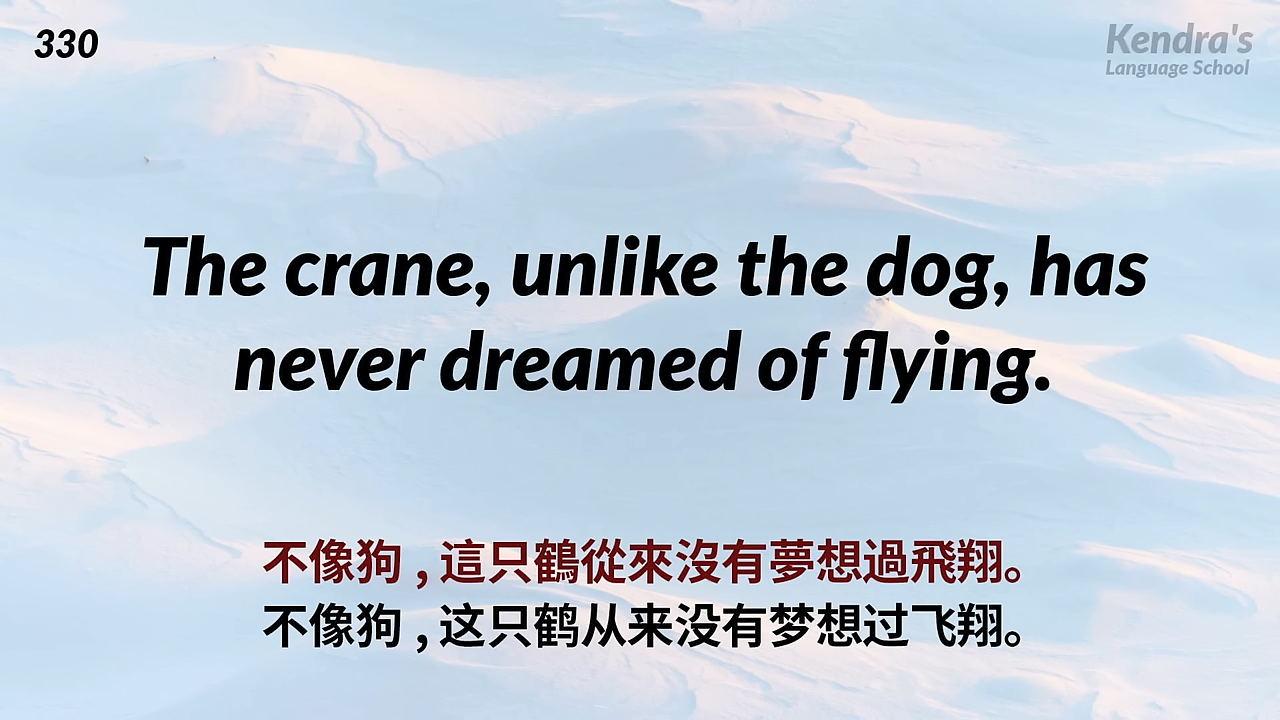 330
Kendra's
Language School
The crane, unlike the dog, has
never dreamed of flying.
不像狗 , 這只鶴從來沒有夢想過飛翔。
不像狗 , 这只鹤从来没有梦想过飞翔。